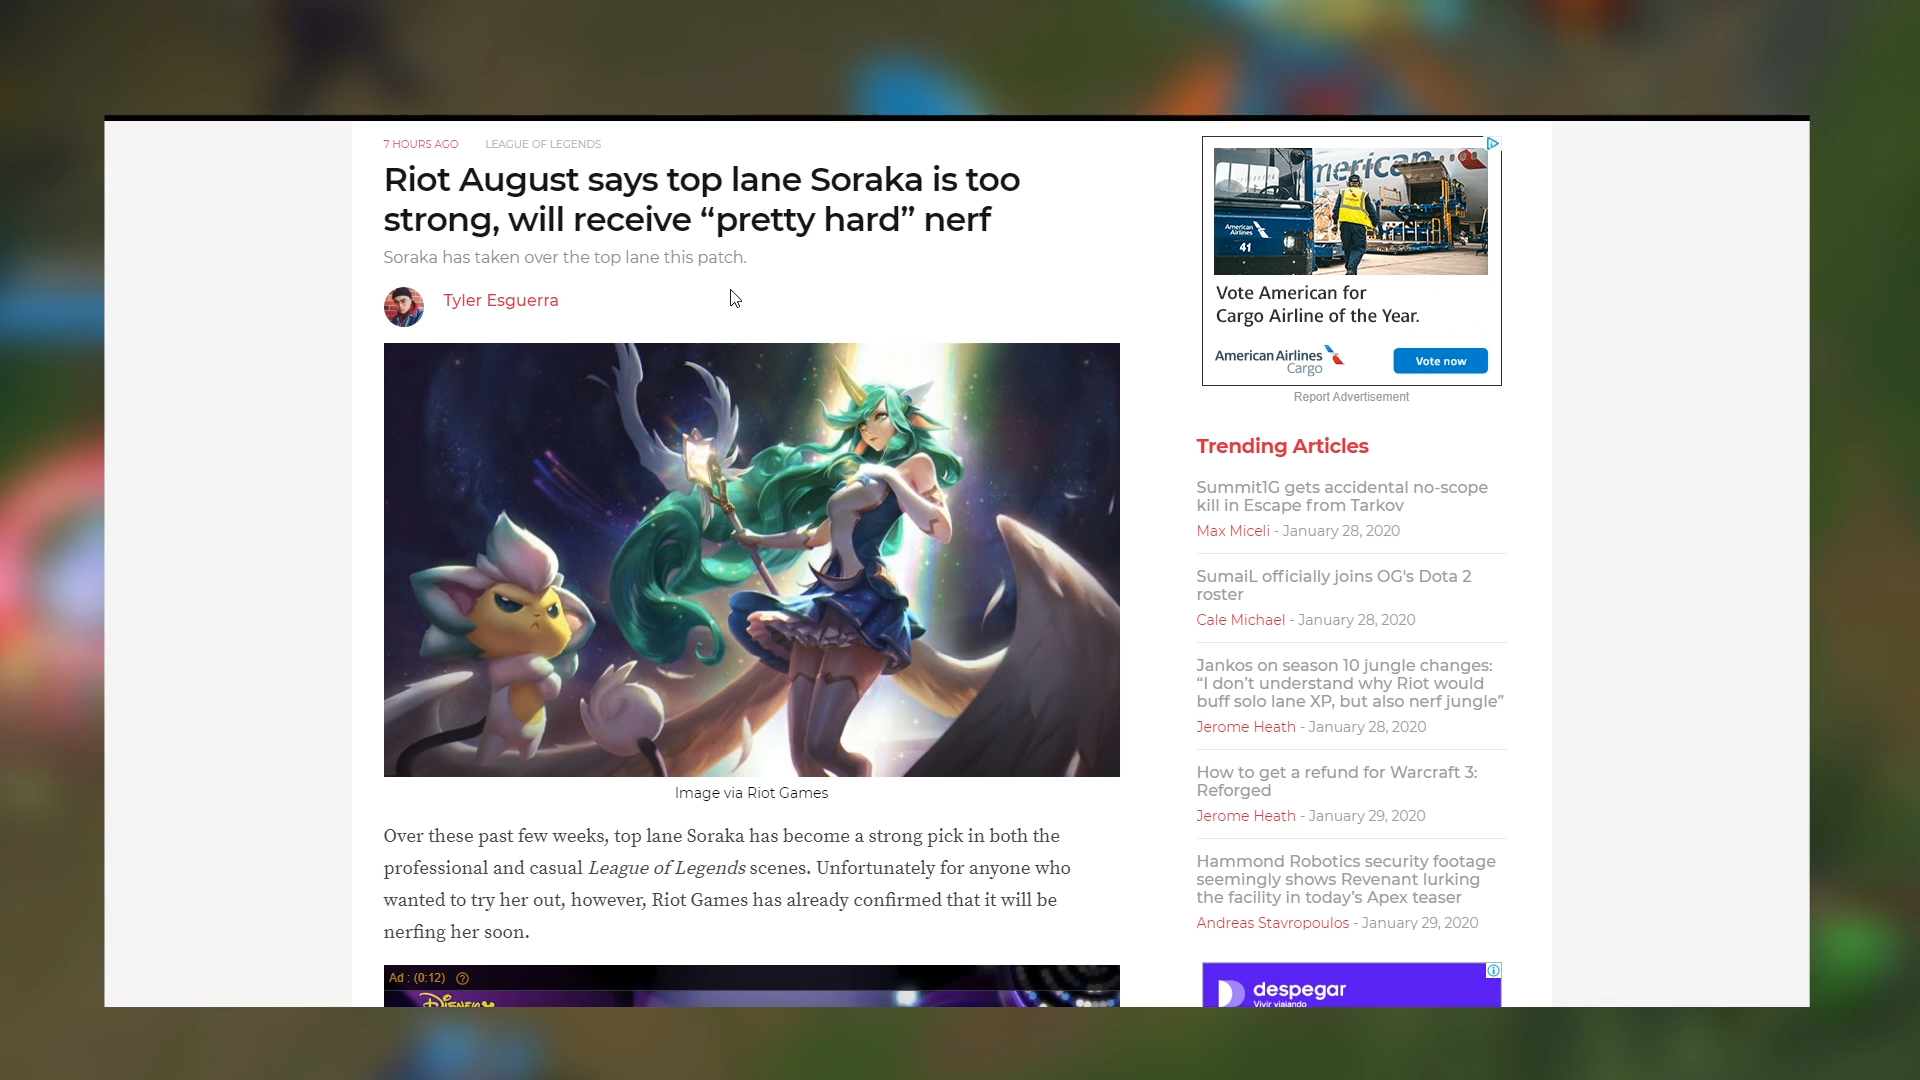 7 HOURS AGO LEAGUE OF LEGENDS
Riot August says top lane Soraka is too
strong, will receive “pretty hard” nerf
Soraka has taken over the top lane this patch.
Tyler Esguerra
Image via Riot Games
Over these past few weeks, top lane Soraka has become a strong pick in both the
professional and casual League of Legends scenes. Unfortunately for anyone who
wanted to try her out, however, Riot Games has already confirmed that it will be
nerfing her soon.
Ad : (0:12)
Disney
merican
American
Airlines
41
Vote American for
Cargo Airline of the Year.
American Airlines
Cargo
Vote now
Report Advertisement
Trending Articles
Summit1G gets accidental no-scope
kill in Escape from Tarkov
Max Miceli - January 28, 2020
SumaiL officially joins OG's Dota 2
roster
Cale Michael - January 28, 2020
Jankos on season 10 jungle changes:
“I don’t understand why Riot would
buff solo lane XP, but also nerf jungle”
Jerome Heath - January 28, 2020
How to get a refund for Warcraft 3:
Reforged
Jerome Heath - January 29, 2020
Hammond Robotics security footage
seemingly shows Revenant lurking
the facility in today’s Apex teaser
Andreas Stavropoulos - January 29, 2020
despegar
Vivir viajando